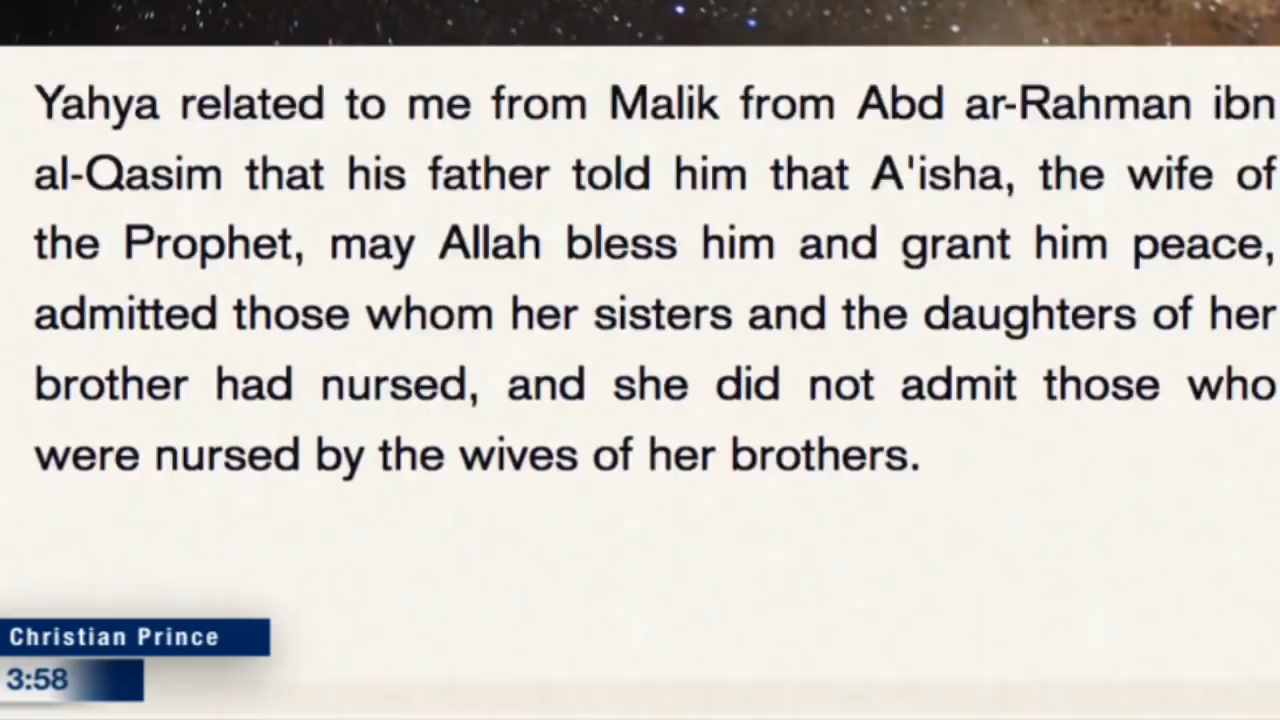 Yahya related to me from Malik from Abd ar-Rahman ibn
al-Qasim that his father told him that A'isha, the wife of
the Prophet, may Allah bless him and grant him peace,
admitted those whom her sisters and the daughters of her
brother had nursed, and she did not admit those who
were nursed by the wives of her brothers.
Christian Prince
3:58